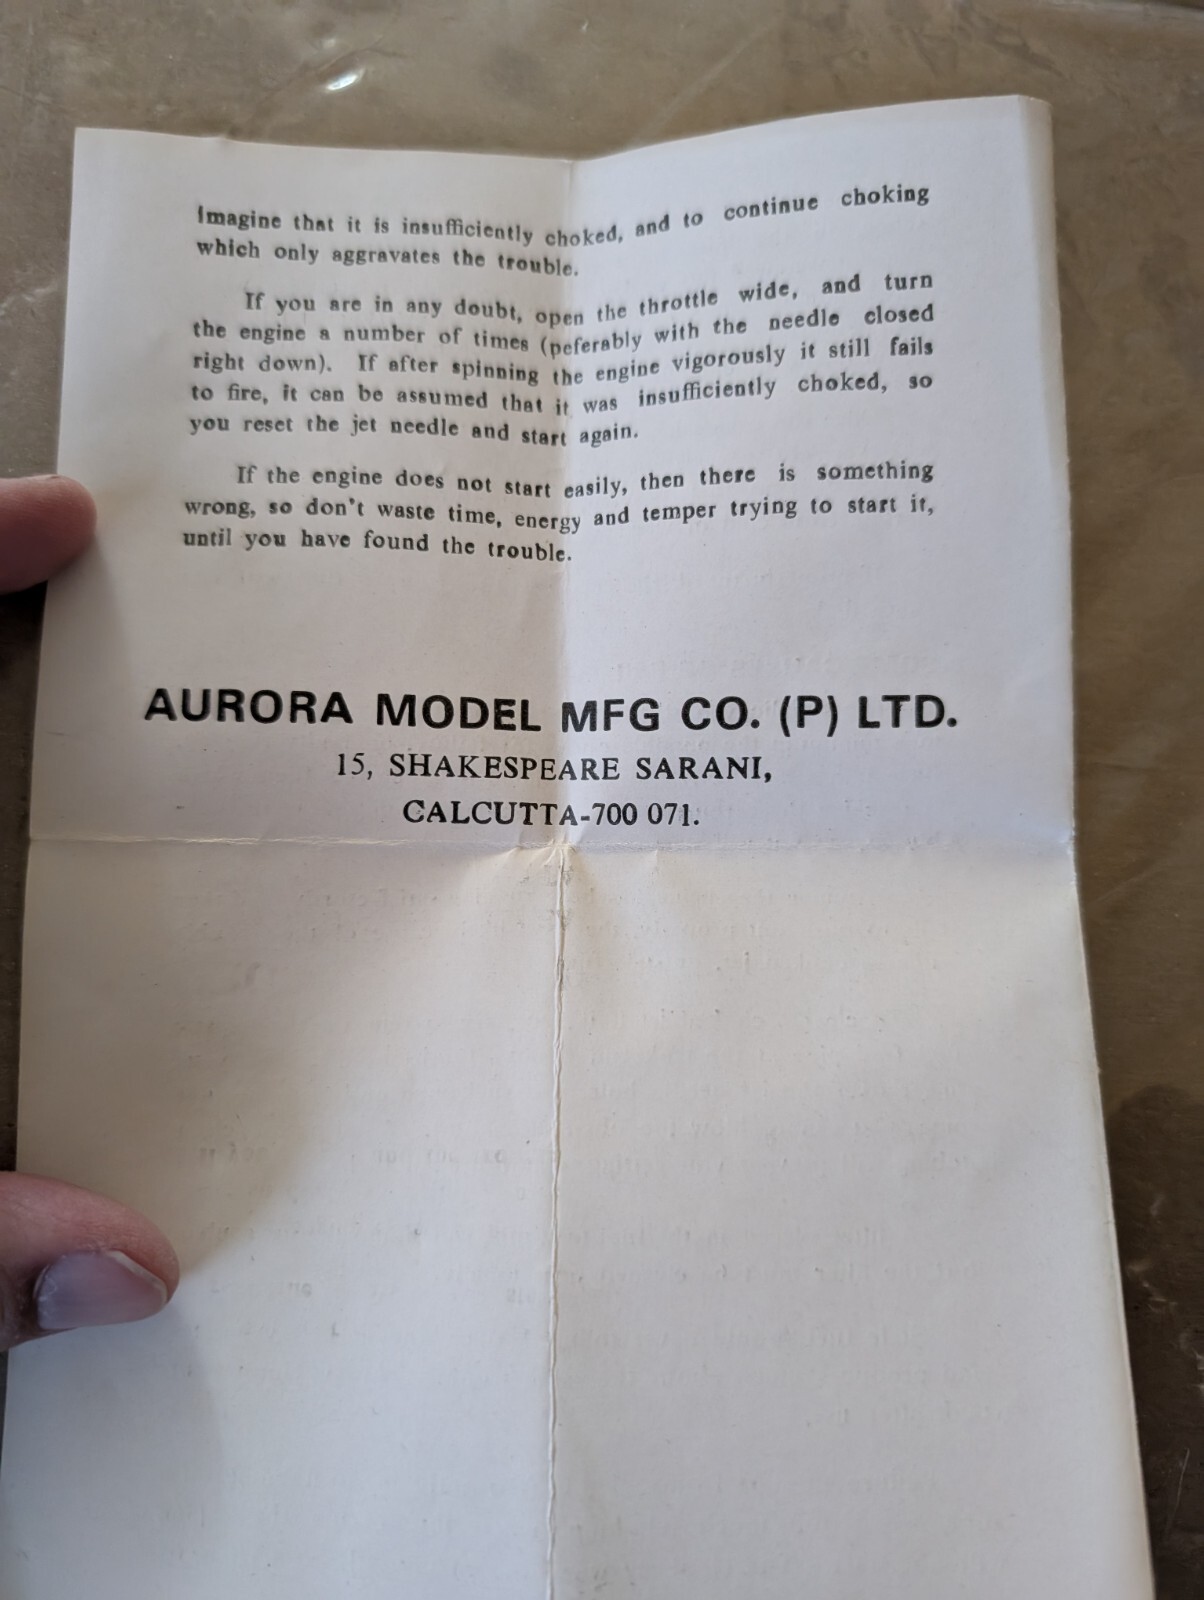 Imagine that it is insufficiently choked, and to continue choking
which only aggravates the trouble.
If you are in any doubt, open the throttle wide, and turn
the engine a number of times (peferably with the needle closed
right down). If after spinning the engine vigorously it still fails
to fire, it can be assumed that it was insufficiently choked, so
you reset the jet needle and start again.
If the engine does not start easily, then there is something
wrong, so don't waste time, energy and temper trying to start it,
until you have found the trouble.
AURORA MODEL MFG CO. (P) LTD.
15, SHAKESPEARE SARANI,
CALCUTTA-700 071.